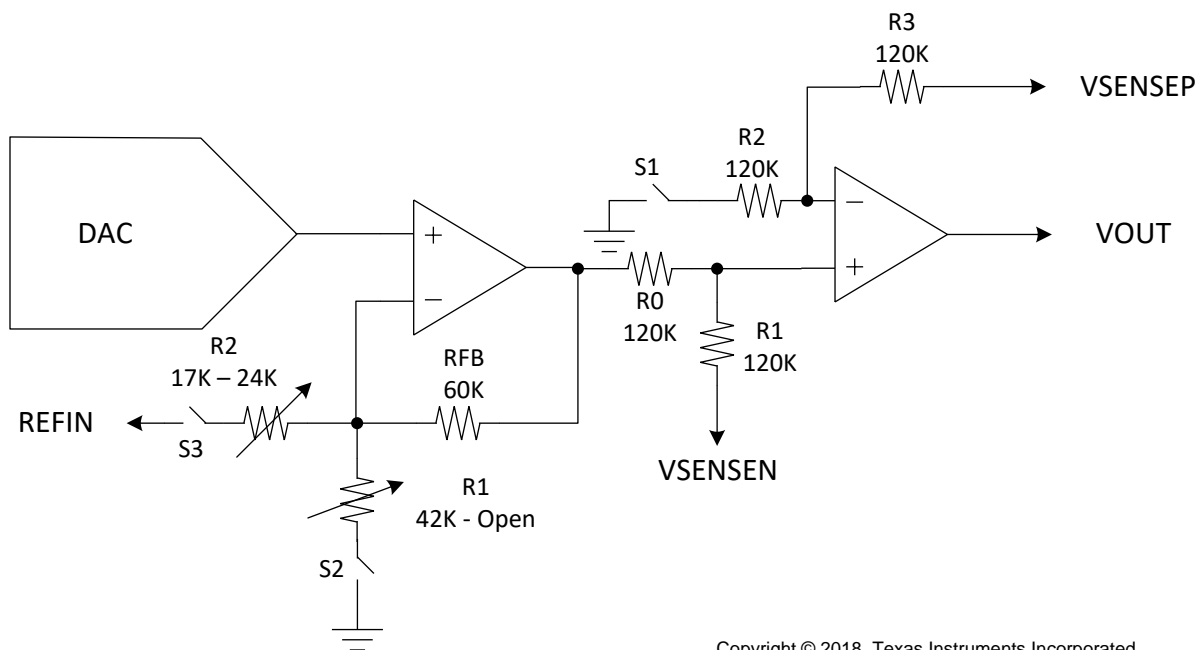 R3
120K
VSENSEP
R2
120K
S1
DAC
+
−
−
+
VOUT
R0
120K
R1
120K
R2
17K – 24K
RFB
60K
REFIN
S3
VSENSEN
R1
42K - Open
S2
Copyright © 2018, Texas Instruments Incorporated